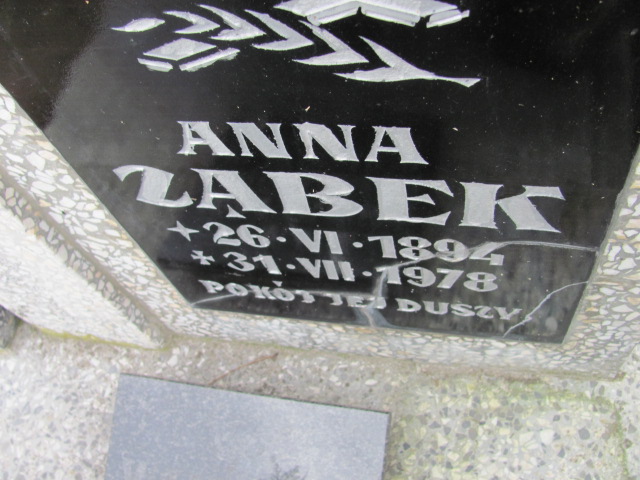 ANNA
ZĄBEK
★ 26 · VI · 1894
✝ 31 · VII · 1978
POKÓJ JEJ DUSZY